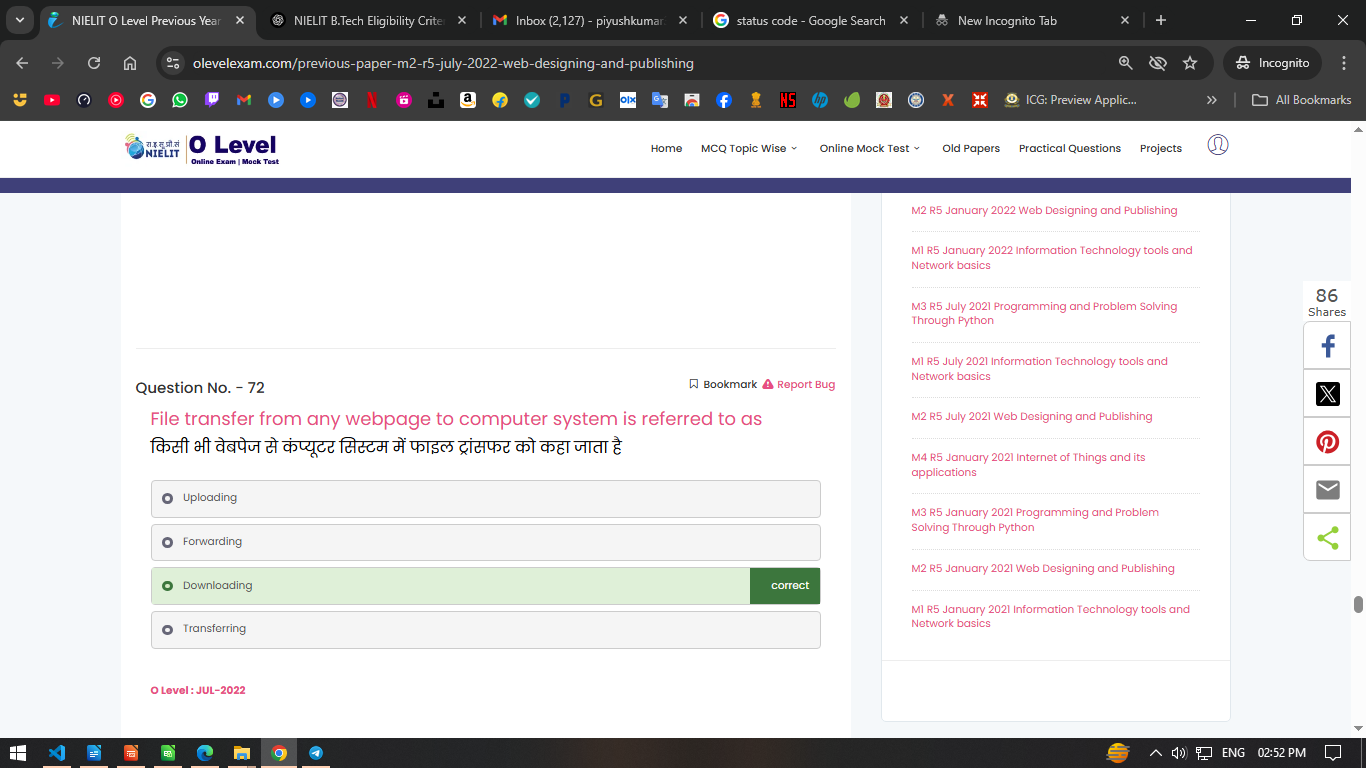 NIELIT O Level Previous Year
NIELIT B.Tech Eligibility Criter
Inbox (2,127) - piyushkumar
status code - Google Search
New Incognito Tab
olevelexam.com/previous-paper-m2-r5-july-2022-web-designing-and-publishing
Incognito
ICG: Preview Applic...
All Bookmarks
रा.इ.सू.प्रौ.सं
NIELIT
O Level
Online Exam | Mock Test
Home
MCQ Topic Wise
Online Mock Test
Old Papers
Practical Questions
Projects
Question No. - 72
Bookmark
Report Bug
File transfer from any webpage to computer system is referred to as
किसी भी वेबपेज से कंप्यूटर सिस्टम में फाइल ट्रांसफर को कहा जाता है
Uploading
Forwarding
Downloading
correct
Transferring
O Level : JUL-2022
M2 R5 January 2022 Web Designing and Publishing
M1 R5 January 2022 Information Technology tools and
Network basics
M3 R5 July 2021 Programming and Problem Solving
Through Python
M1 R5 July 2021 Information Technology tools and
Network basics
M2 R5 July 2021 Web Designing and Publishing
M4 R5 January 2021 Internet of Things and its
applications
M3 R5 January 2021 Programming and Problem
Solving Through Python
M2 R5 January 2021 Web Designing and Publishing
M1 R5 January 2021 Information Technology tools and
Network basics
86
Shares
ENG
02:52 PM